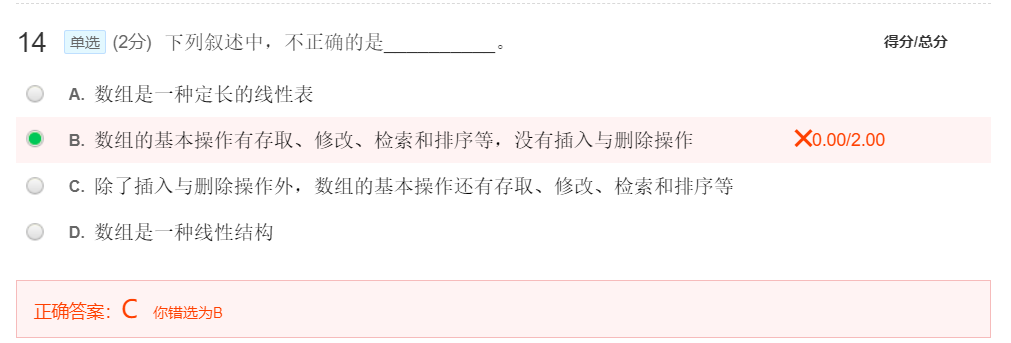 14 单选 (2分) 下列叙述中，不正确的是__________。 得分/总分
A. 数组是一种定长的线性表
B. 数组的基本操作有存取、修改、检索和排序等，没有插入与删除操作 ×0.00/2.00
C. 除了插入与删除操作外，数组的基本操作还有存取、修改、检索和排序等
D. 数组是一种线性结构
正确答案：C 你错选为B